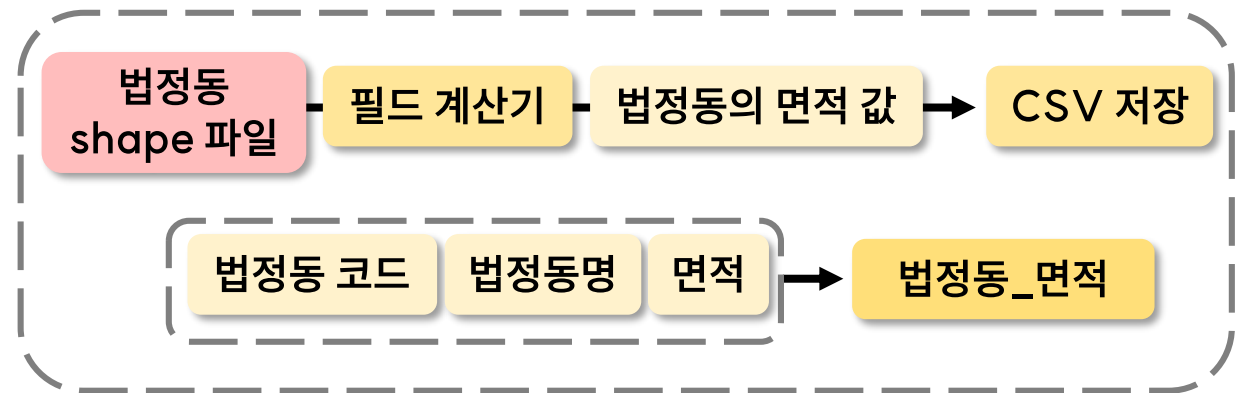 법정동
shape 파일
필드 계산기
법정동의 면적 값
CSV 저장
법정동 코드
법정동명
면적
법정동_면적